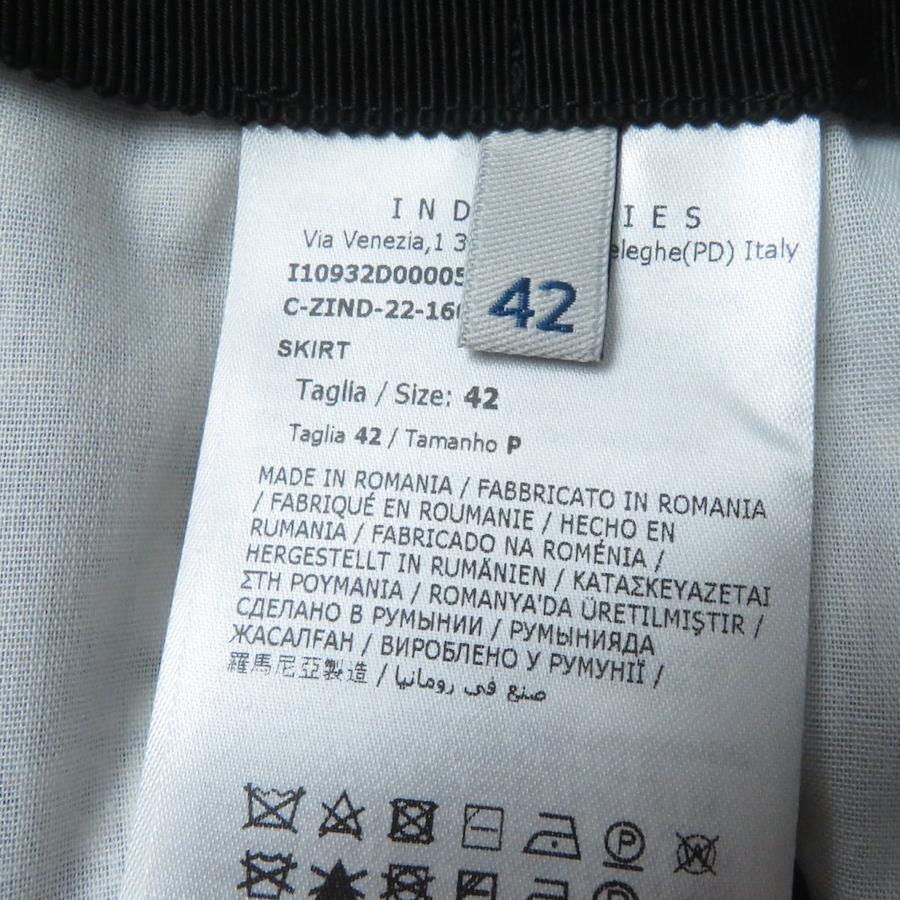 I N D I E S
Via Venezia,1 3 eleghe(PD) Italy
I10932D00005
C-ZIND-22-160
42
SKIRT
Taglia / Size: 42
Taglia 42 / Tamanho P
MADE IN ROMANIA / FABBRICATO IN ROMANIA
/ FABRIQUÉ EN ROUMANIE / HECHO EN
RUMANIA / FABRICADO NA ROMÉNIA /
HERGESTELLT IN RUMÄNIEN / ΚΑΤΑΣΚΕΥΑΖΕΤΑΙ
ΣΤΗ ΡΟΥΜΑΝΙΑ / ROMANYA'DA ÜRETILMIŞTIR /
СДЕЛАНО В РУМЫНИИ / РУМЫНИЯДА
ЖАСАЛҒАН / ВИРОБЛЕНО У РУМУНІЇ /
羅馬尼亞製造 / صنع في رومانيا
P
W